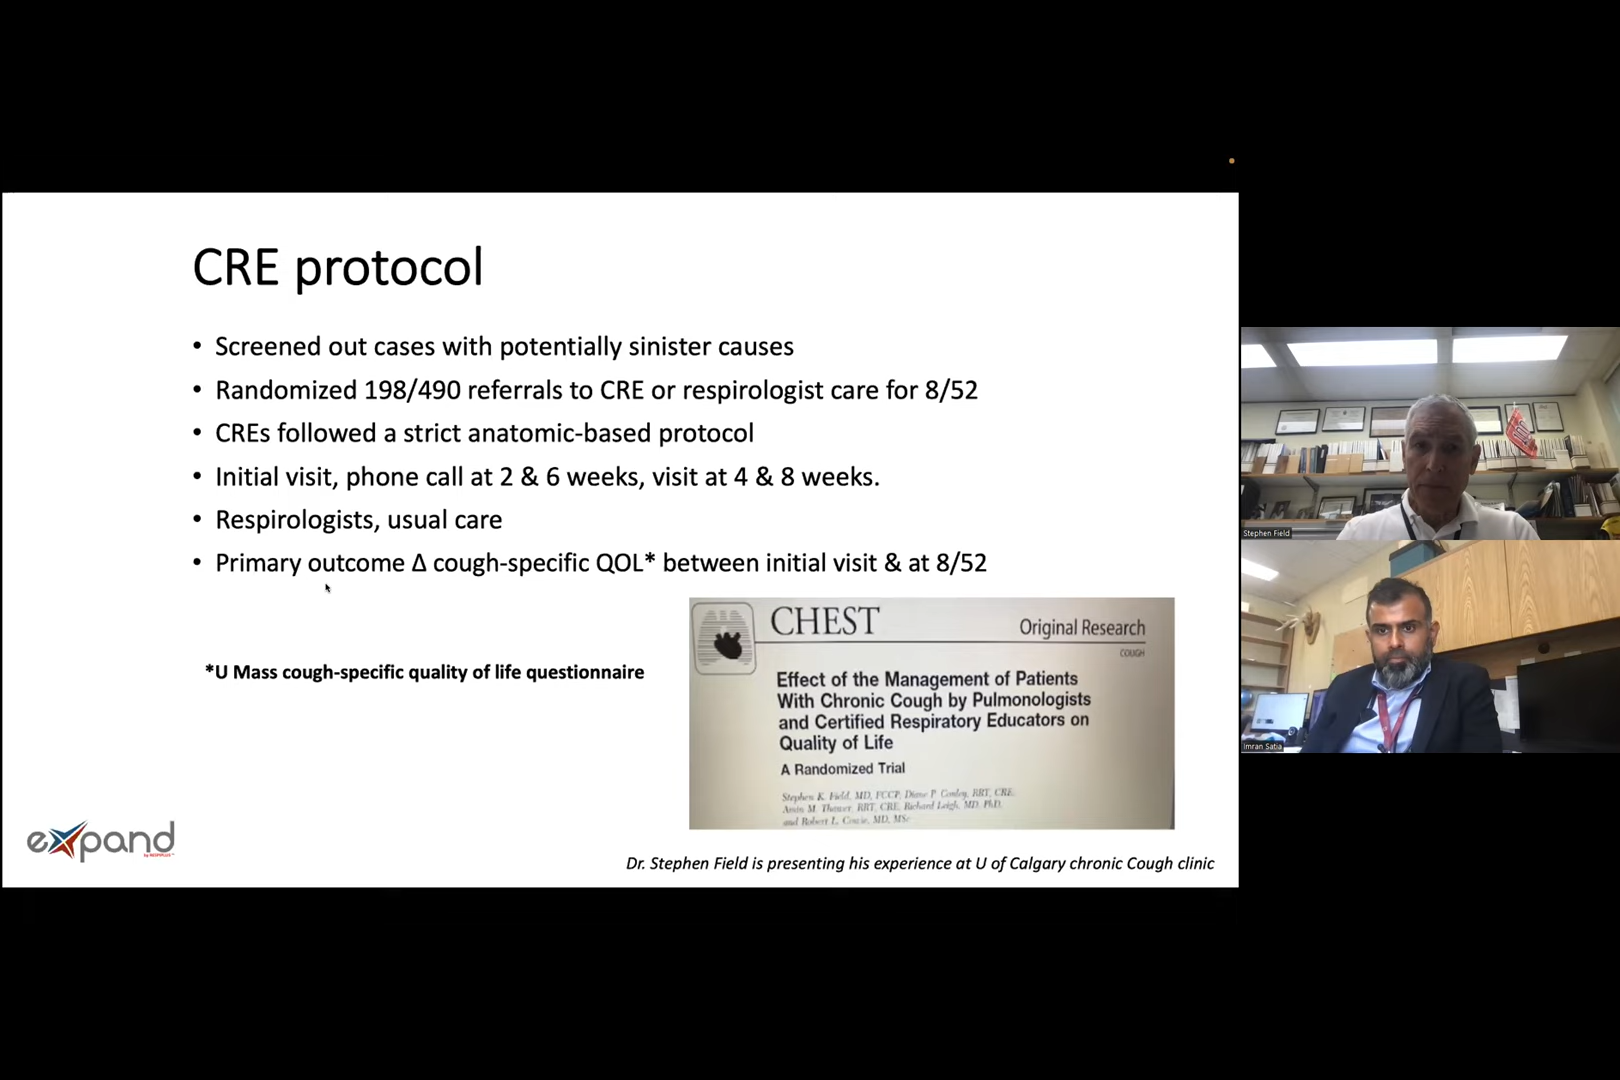 CRE protocol
• Screened out cases with potentially sinister causes
• Randomized 198/490 referrals to CRE or respirologist care for 8/52
• CREs followed a strict anatomic-based protocol
• Initial visit, phone call at 2 & 6 weeks, visit at 4 & 8 weeks.
• Respirologists, usual care
• Primary outcome Δ cough-specific QOL* between initial visit & at 8/52
*U Mass cough-specific quality of life questionnaire
CHEST
Original Research
COUGH
Effect of the Management of Patients
With Chronic Cough by Pulmonologists
and Certified Respiratory Educators on
Quality of Life
A Randomized Trial
Stephen K. Field, MD, FCCP; Diane P. Conley, RRT, CRE;
Amin M. Thawer, RRT, CRE; Richard Leigh, MD, PhD;
and Robert L. Cowie, MD, MSc
expand
Dr. Stephen Field is presenting his experience at U of Calgary chronic Cough clinic
Stephen Field
Imran Satia